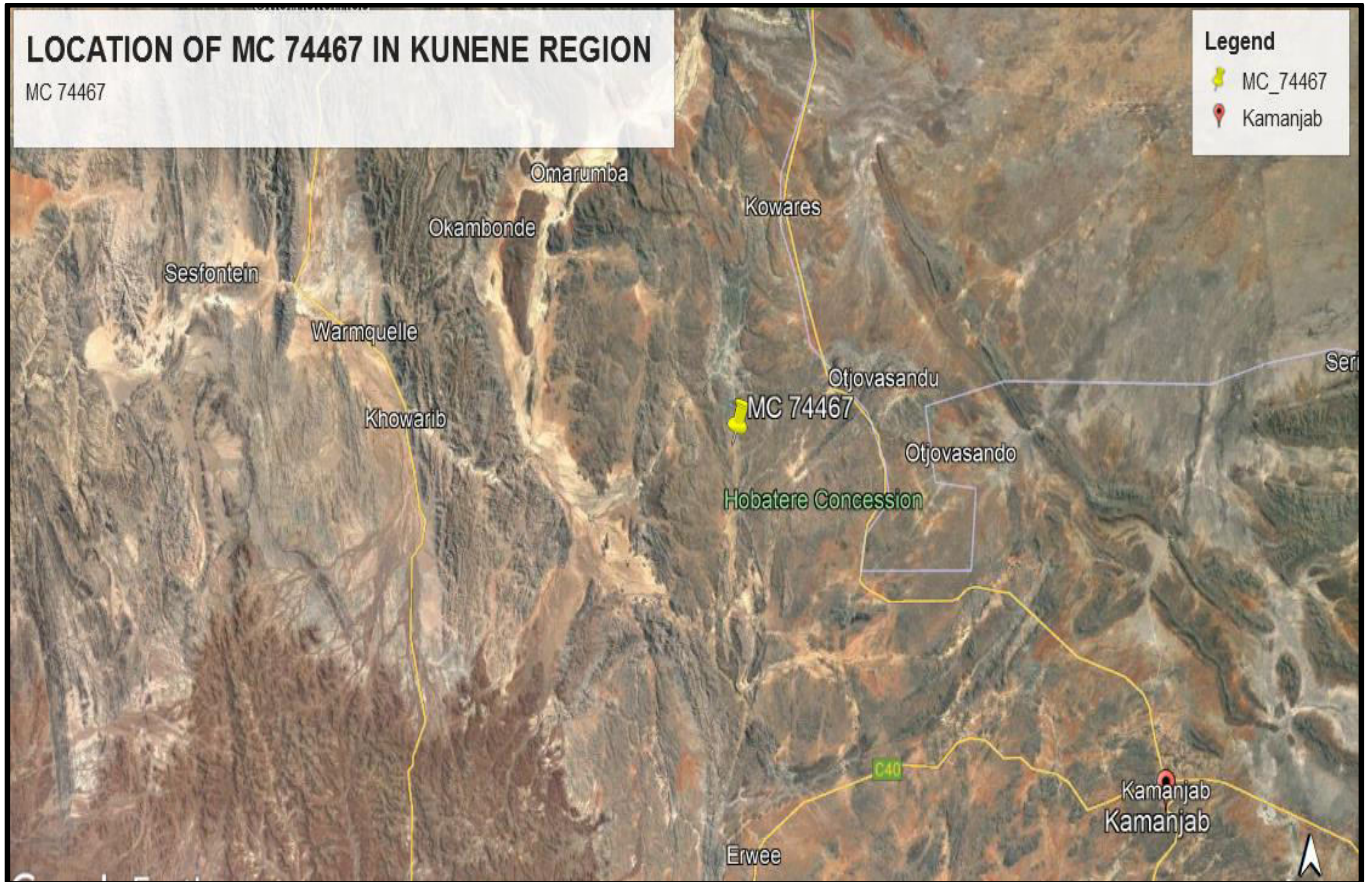 LOCATION OF MC 74467 IN KUNENE REGION
MC 74467
Legend
MC_74467
Kamanjab
Omarumba
Kowares
Okambonde
Sesfontein
Warmquelle
Otjovasandu
MC 74467
Khowarib
Otjovasando
Hobatere Concession
C40
Kamanjab
Kamanjab
Erwee